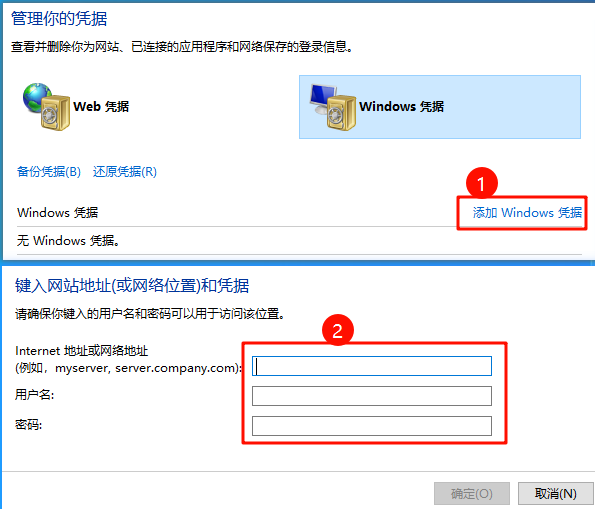 管理你的凭据
查看并删除你为网站、已连接的应用程序和网络保存的登录信息。
Web 凭据
Windows 凭据
备份凭据(B) 还原凭据(R)
1
Windows 凭据 添加 Windows 凭据
无 Windows 凭据。
键入网站地址(或网络位置)和凭据
请确保你键入的用户名和密码可以用于访问该位置。
2
Internet 地址或网络地址
(例如，myserver, server.company.com):
用户名:
密码:
确定(O) 取消(N)